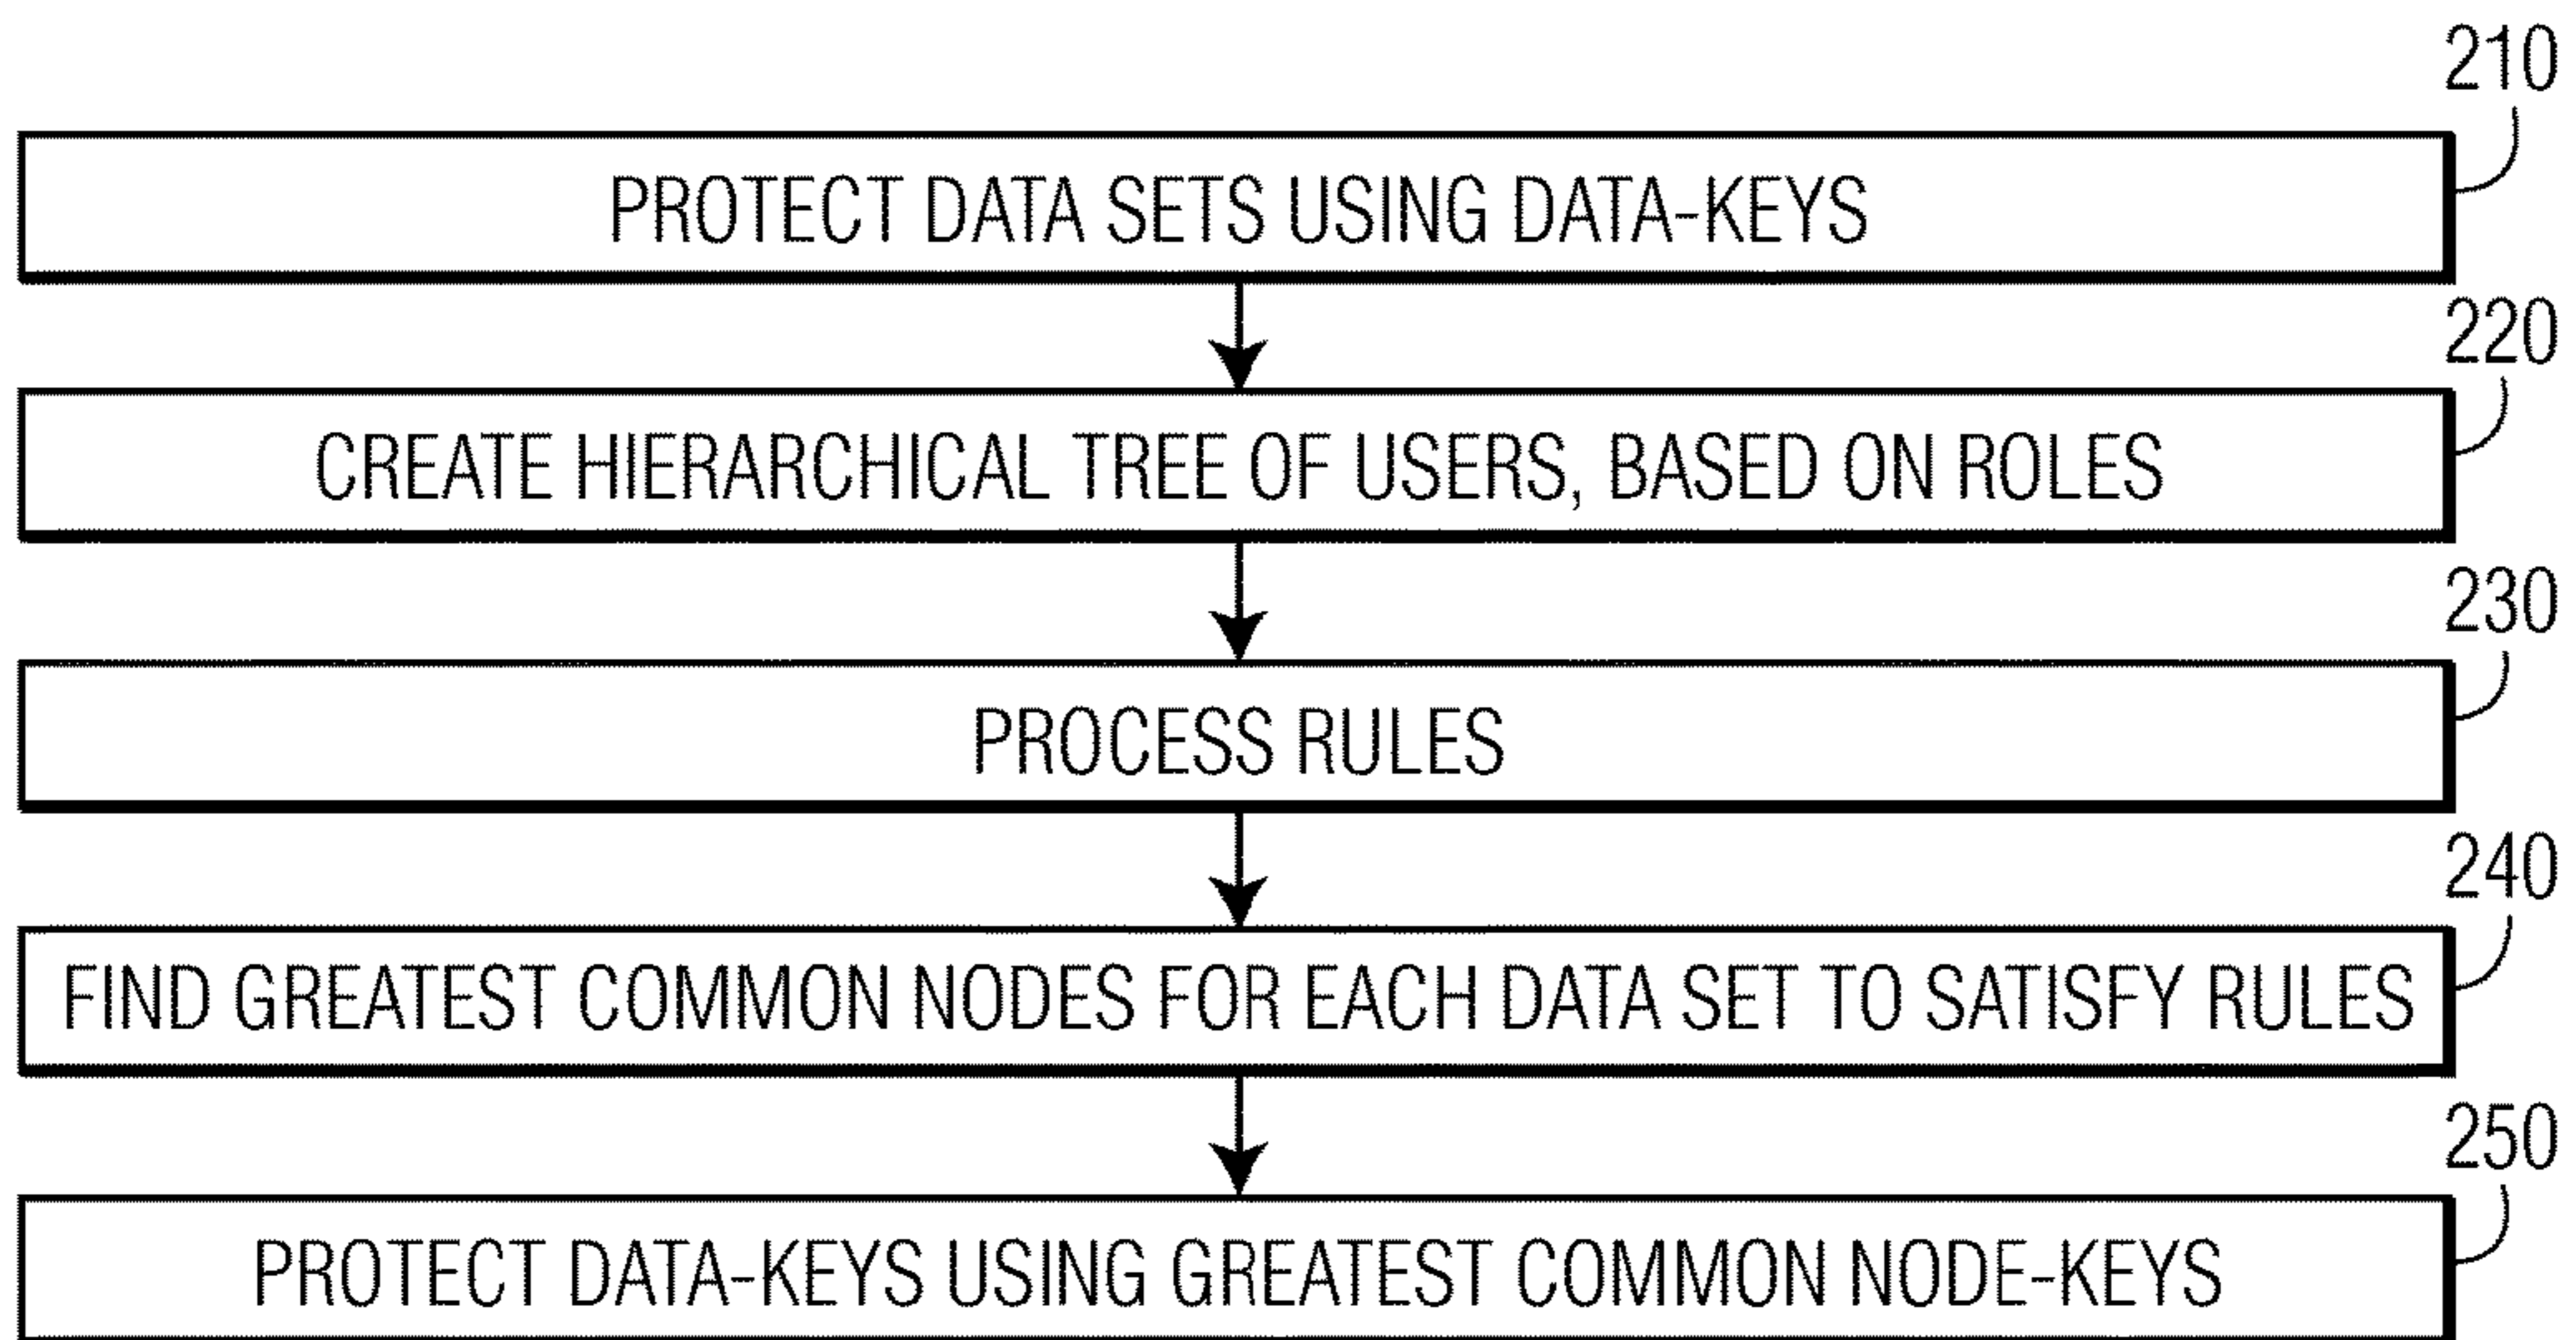 210
PROTECT DATA SETS USING DATA-KEYS
220
CREATE HIERARCHICAL TREE OF USERS, BASED ON ROLES
230
PROCESS RULES
240
FIND GREATEST COMMON NODES FOR EACH DATA SET TO SATISFY RULES
250
PROTECT DATA-KEYS USING GREATEST COMMON NODE-KEYS